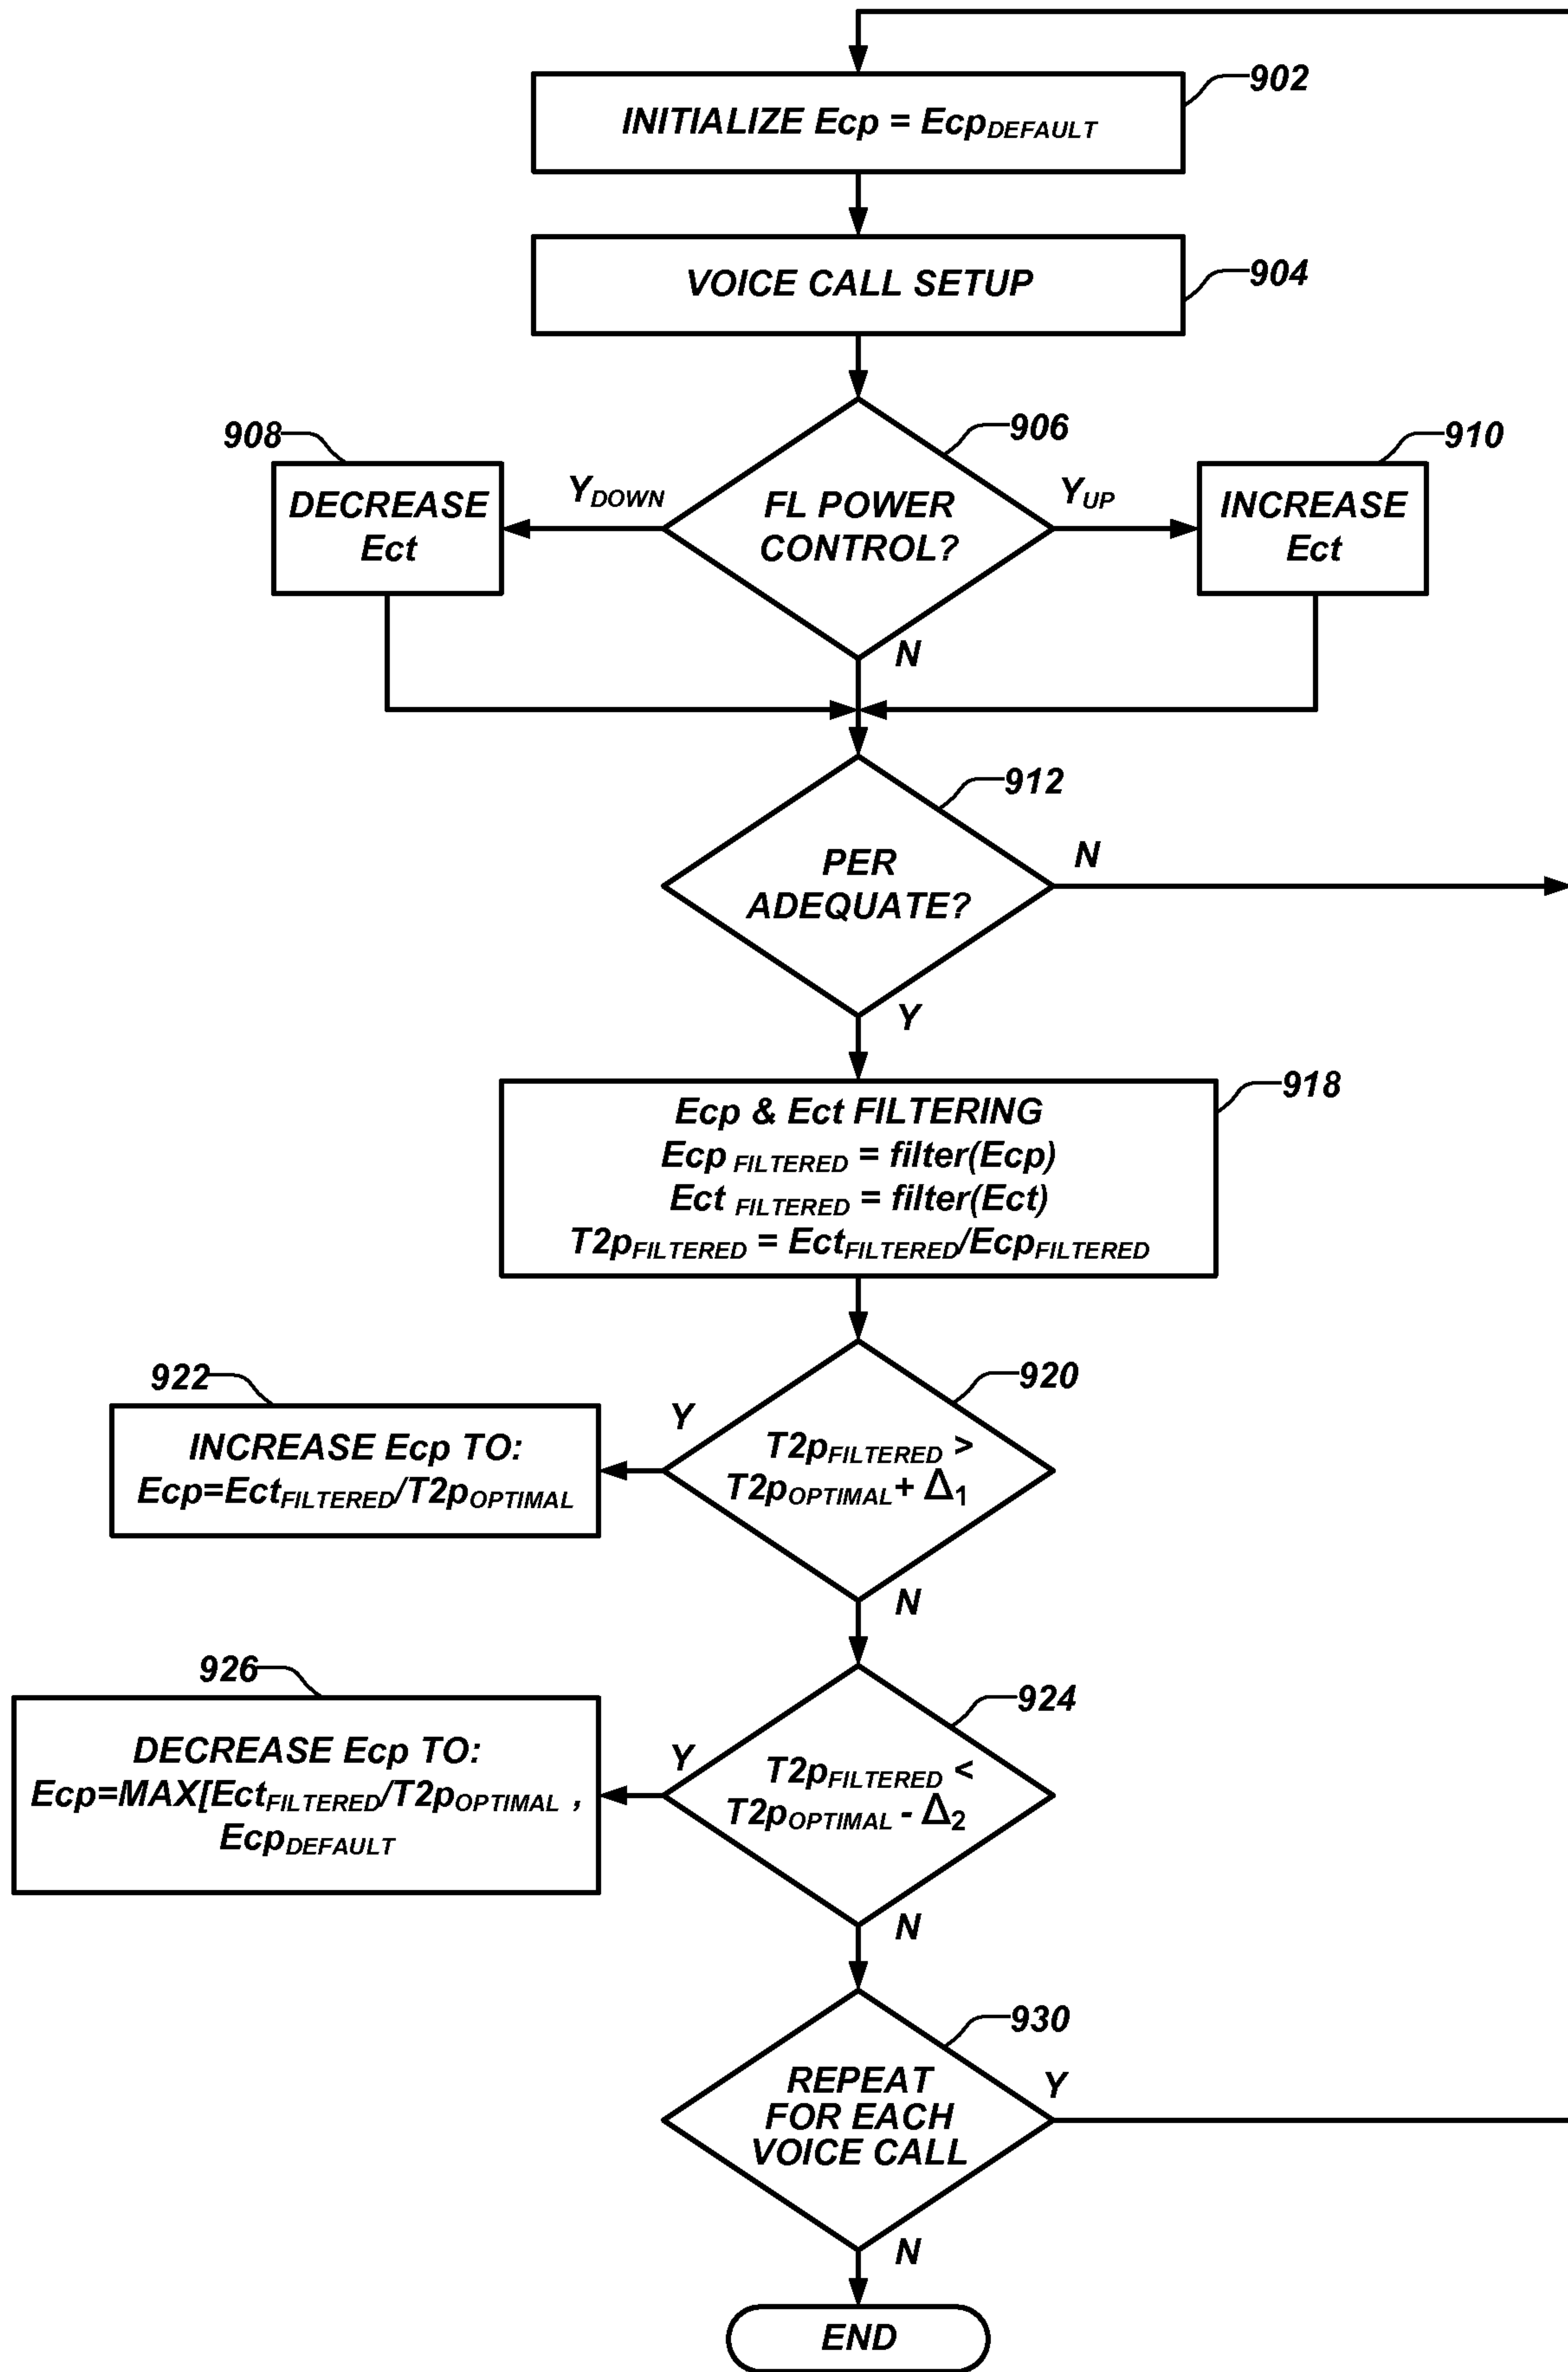 902
INITIALIZE Ecp = EcpDEFAULT
904
VOICE CALL SETUP
906
908
910
DECREASE
Ect
YDOWN
FL POWER
CONTROL?
YUP
INCREASE
Ect
N
912
PER
ADEQUATE?
N
Y
918
Ecp & Ect FILTERING
Ecp FILTERED = filter(Ecp)
Ect FILTERED = filter(Ect)
T2pFILTERED = EctFILTERED/EcpFILTERED
920
922
INCREASE Ecp TO:
Ecp=EctFILTERED/T2pOPTIMAL
Y
T2pFILTERED >
T2pOPTIMAL+ Δ1
N
924
926
DECREASE Ecp TO:
Ecp=MAX[EctFILTERED/T2pOPTIMAL ,
EcpDEFAULT
Y
T2pFILTERED <
T2pOPTIMAL - Δ2
N
930
REPEAT
FOR EACH
VOICE CALL
Y
N
END